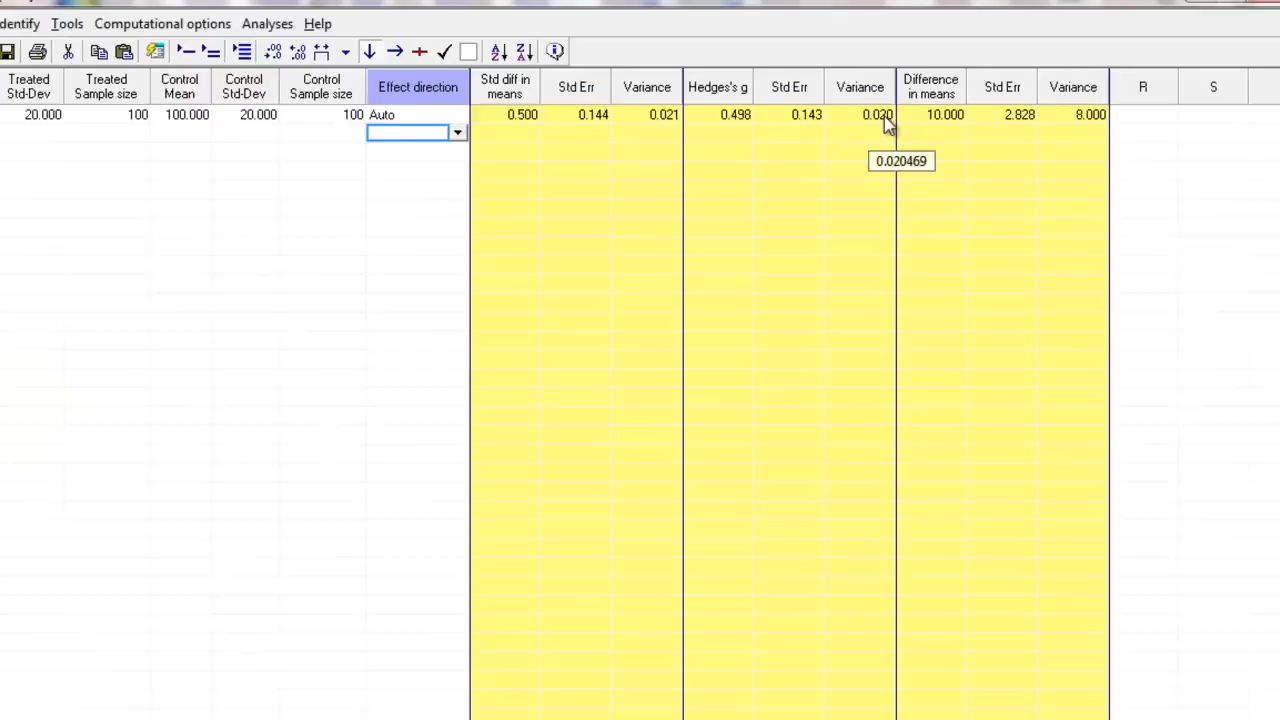 dentify Tools Computational options Analyses Help
Treated Std-Dev
Treated Sample size
Control Mean
Control Std-Dev
Control Sample size
Effect direction
Std diff in means
Std Err
Variance
Hedges's g
Std Err
Variance
Difference in means
Std Err
Variance
R
S
20.000 100 100.000 20.000 100 Auto 0.500 0.144 0.021 0.498 0.143 0.020 10.000 2.828 8.000
0.020469